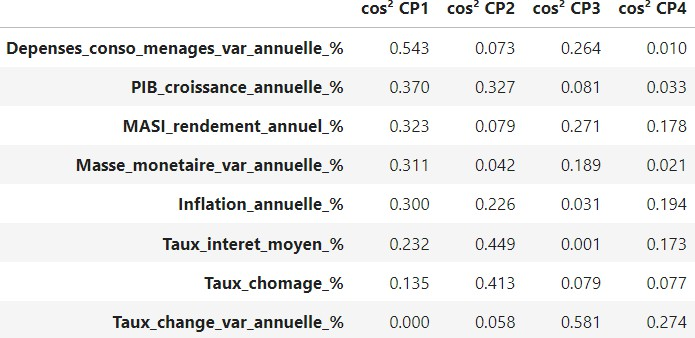 cos² CP1 cos² CP2 cos² CP3 cos² CP4
Depenses_conso_menages_var_annuelle_% 0.543 0.073 0.264 0.010
PIB_croissance_annuelle_% 0.370 0.327 0.081 0.033
MASI_rendement_annuel_% 0.323 0.079 0.271 0.178
Masse_monetaire_var_annuelle_% 0.311 0.042 0.189 0.021
Inflation_annuelle_% 0.300 0.226 0.031 0.194
Taux_interet_moyen_% 0.232 0.449 0.001 0.173
Taux_chomage_% 0.135 0.413 0.079 0.077
Taux_change_var_annuelle_% 0.000 0.058 0.581 0.274